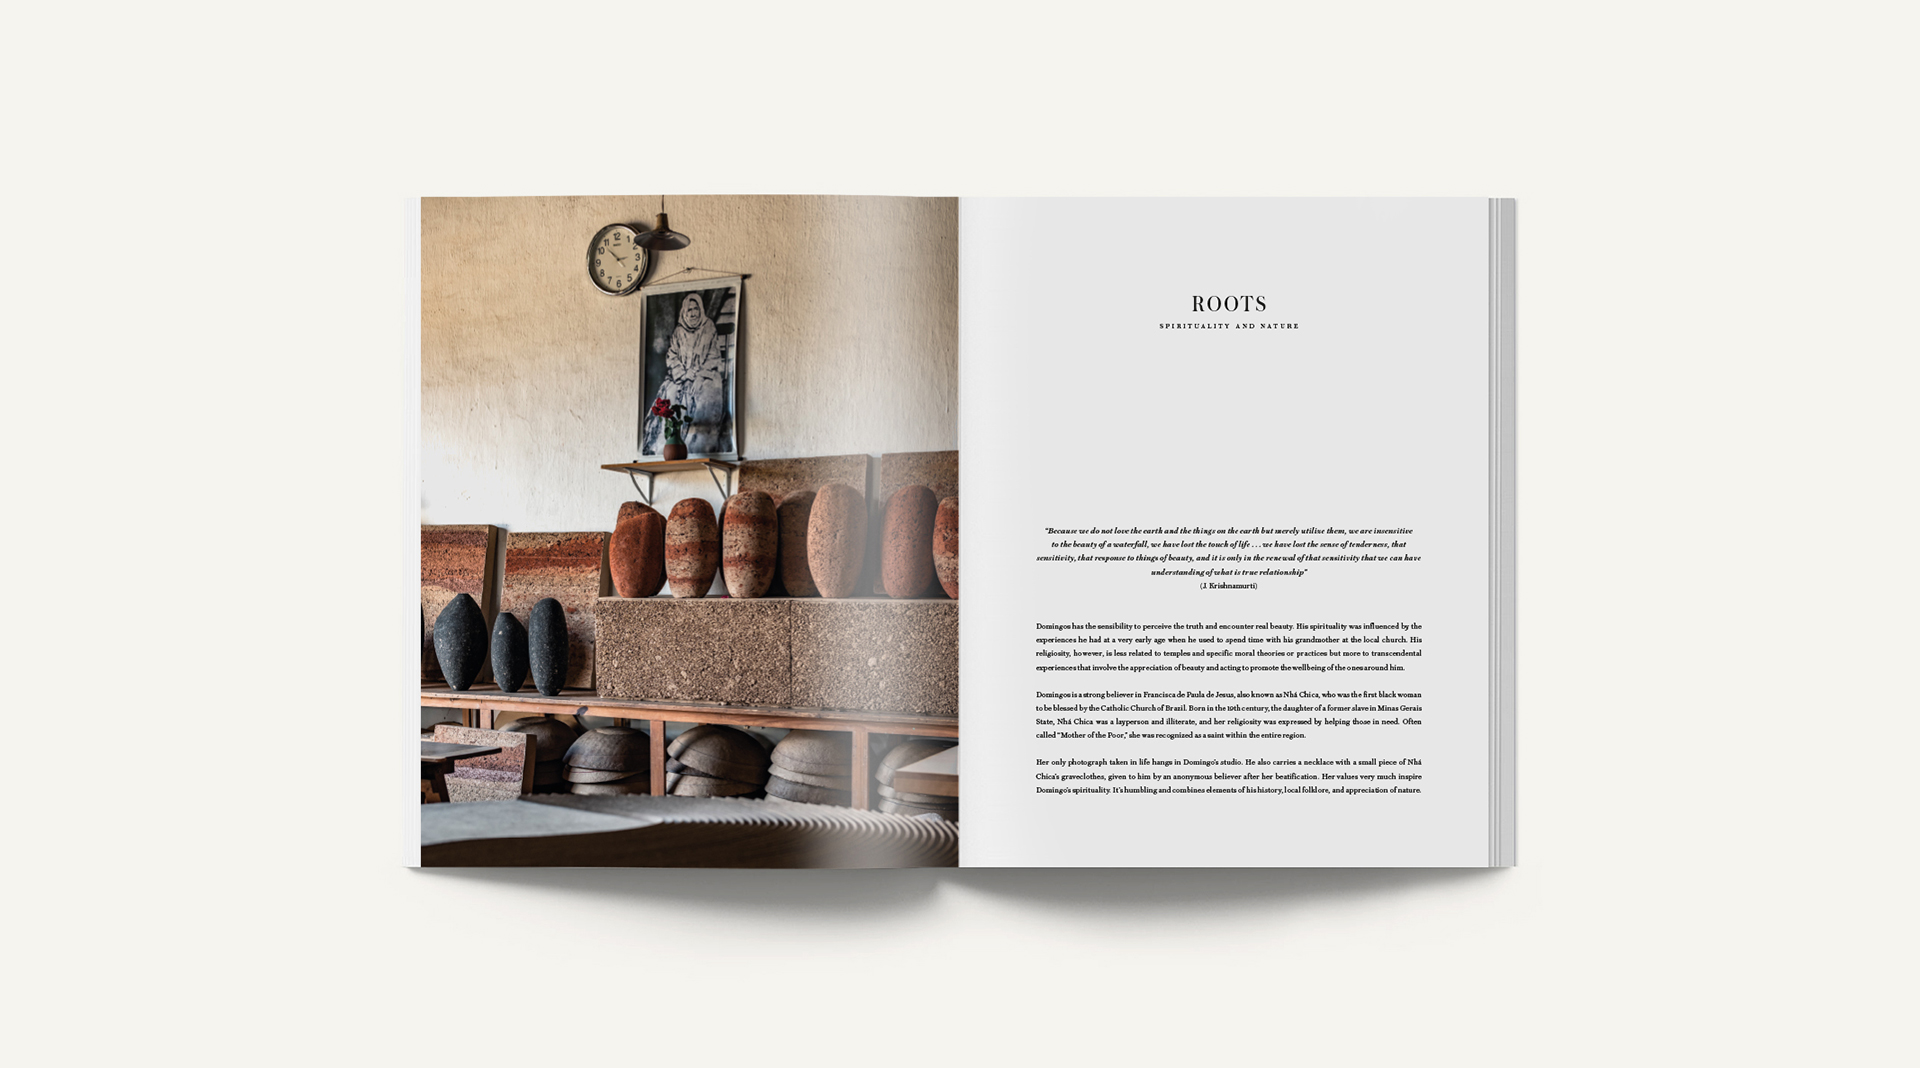 12
11
10
9
8
7
6
5
4
3
2
ROOTS
SPIRITUALITY AND NATURE
“Because we do not love the earth and the things on the earth but merely utilise them, we are insensitive
to the beauty of a waterfall, we have lost the touch of life . . . we have lost the sense of tenderness, that
sensitivity, that response to things of beauty, and it is only in the renewal of that sensitivity that we can have
understanding of what is true relationship”
(J. Krishnamurti)
Domingos has the sensibility to perceive the truth and encounter real beauty. His spirituality was influenced by the
experiences he had at a very early age when he used to spend time with his grandmother at the local church. His
religiosity, however, is less related to temples and specific moral theories or practices but more to transcendental
experiences that involve the appreciation of beauty and acting to promote the wellbeing of the ones around him.
Domingos is a strong believer in Francisca de Paula de Jesus, also known as Nhá Chica, who was the first black woman
to be blessed by the Catholic Church of Brazil. Born in the 19th century, the daughter of a former slave in Minas Gerais
State, Nhá Chica was a layperson and illiterate, and her religiosity was expressed by helping those in need. Often
called “Mother of the Poor,” she was recognized as a saint within the entire region.
Her only photograph taken in life hangs in Domingo’s studio. He also carries a necklace with a small piece of Nhá
Chica’s graveclothes, given to him by an anonymous believer after her beatification. Her values very much inspire
Domingo’s spirituality. It’s humbling and combines elements of his history, local folklore, and appreciation of nature.